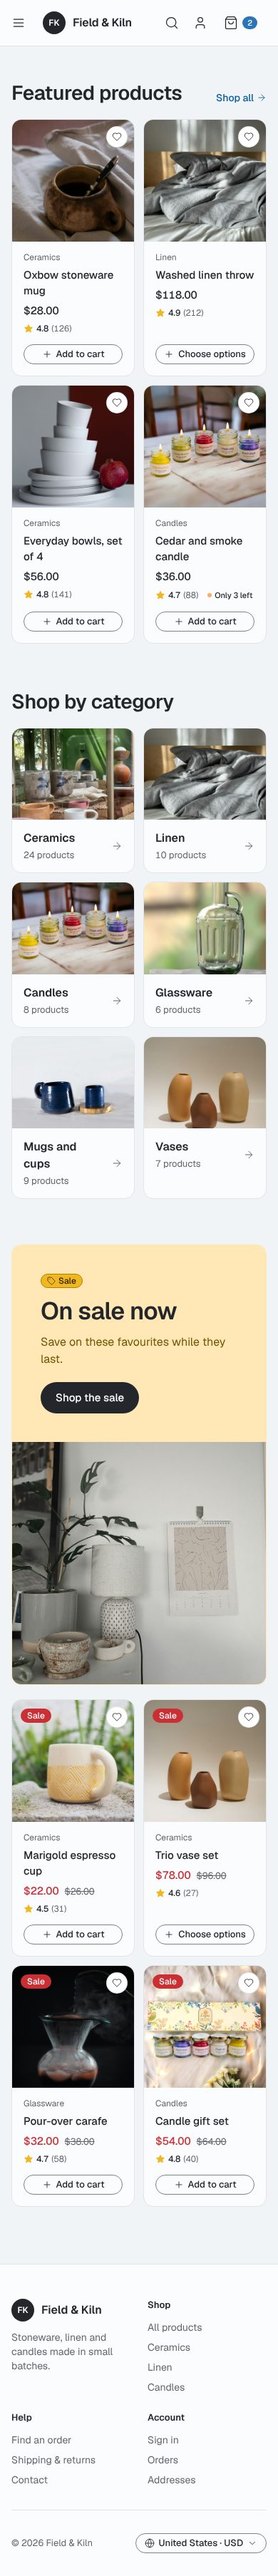 FK Field & Kiln 2
Featured products
Shop all
Ceramics
Oxbow stoneware
mug
$28.00
4.8 (126)
Add to cart
Linen
Washed linen throw
$118.00
4.9 (212)
Choose options
Ceramics
Everyday bowls, set
of 4
$56.00
4.8 (141)
Add to cart
Candles
Cedar and smoke
candle
$36.00
4.7 (88) Only 3 left
Add to cart
Shop by category
Ceramics
24 products
Linen
10 products
Candles
8 products
Glassware
6 products
Mugs and
cups
9 products
Vases
7 products
Sale
On sale now
Save on these favourites while they
last.
Shop the sale
Sale
Ceramics
Marigold espresso
cup
$22.00 $26.00
4.5 (31)
Add to cart
Sale
Ceramics
Trio vase set
$78.00 $96.00
4.6 (27)
Choose options
Sale
Glassware
Pour-over carafe
$32.00 $38.00
4.7 (58)
Add to cart
Sale
Candles
Candle gift set
$54.00 $64.00
4.8 (40)
Add to cart
FK Field & Kiln
Stoneware, linen and
candles made in small
batches.
Shop
All products
Ceramics
Linen
Candles
Help
Find an order
Shipping & returns
Contact
Account
Sign in
Orders
Addresses
© 2026 Field & Kiln
United States · USD